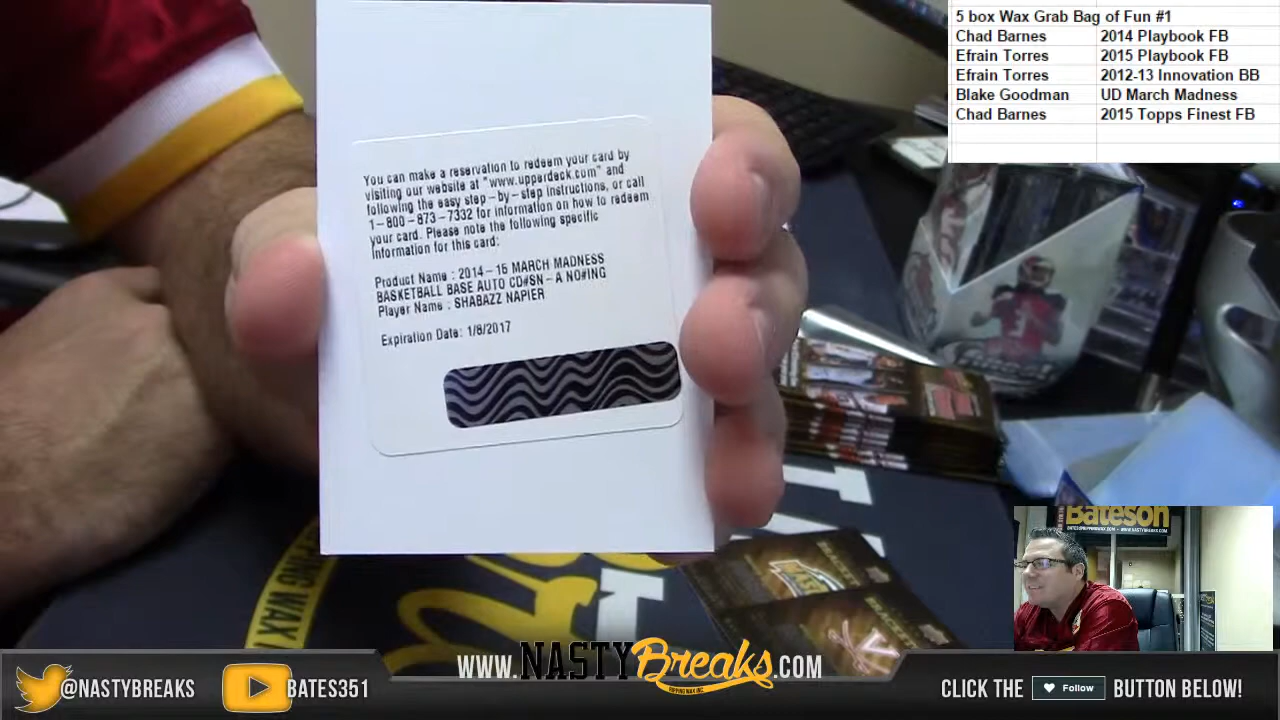 5 box Wax Grab Bag of Fun #1
Chad Barnes 2014 Playbook FB
Efrain Torres 2015 Playbook FB
Efrain Torres 2012-13 Innovation BB
Blake Goodman UD March Madness
Chad Barnes 2015 Topps Finest FB
You can make a reservation to redeem your card by
visiting our website at "www.upperdeck.com" and
following the easy step-by-step instructions, or call
1-800-873-7332 for information on how to redeem
your card. Please note the following specific
information for this card:
Product Name : 2014-15 MARCH MADNESS
BASKETBALL BASE AUTO CD#SN-A NO#ING
Player Name : SHABAZZ NAPIER
Expiration Date: 1/8/2017
Bateson
@NASTYBREAKS
BATES351
WWW.NASTYBreaks.COM
RIPPING WAX INC.
CLICK THE Follow BUTTON BELOW!